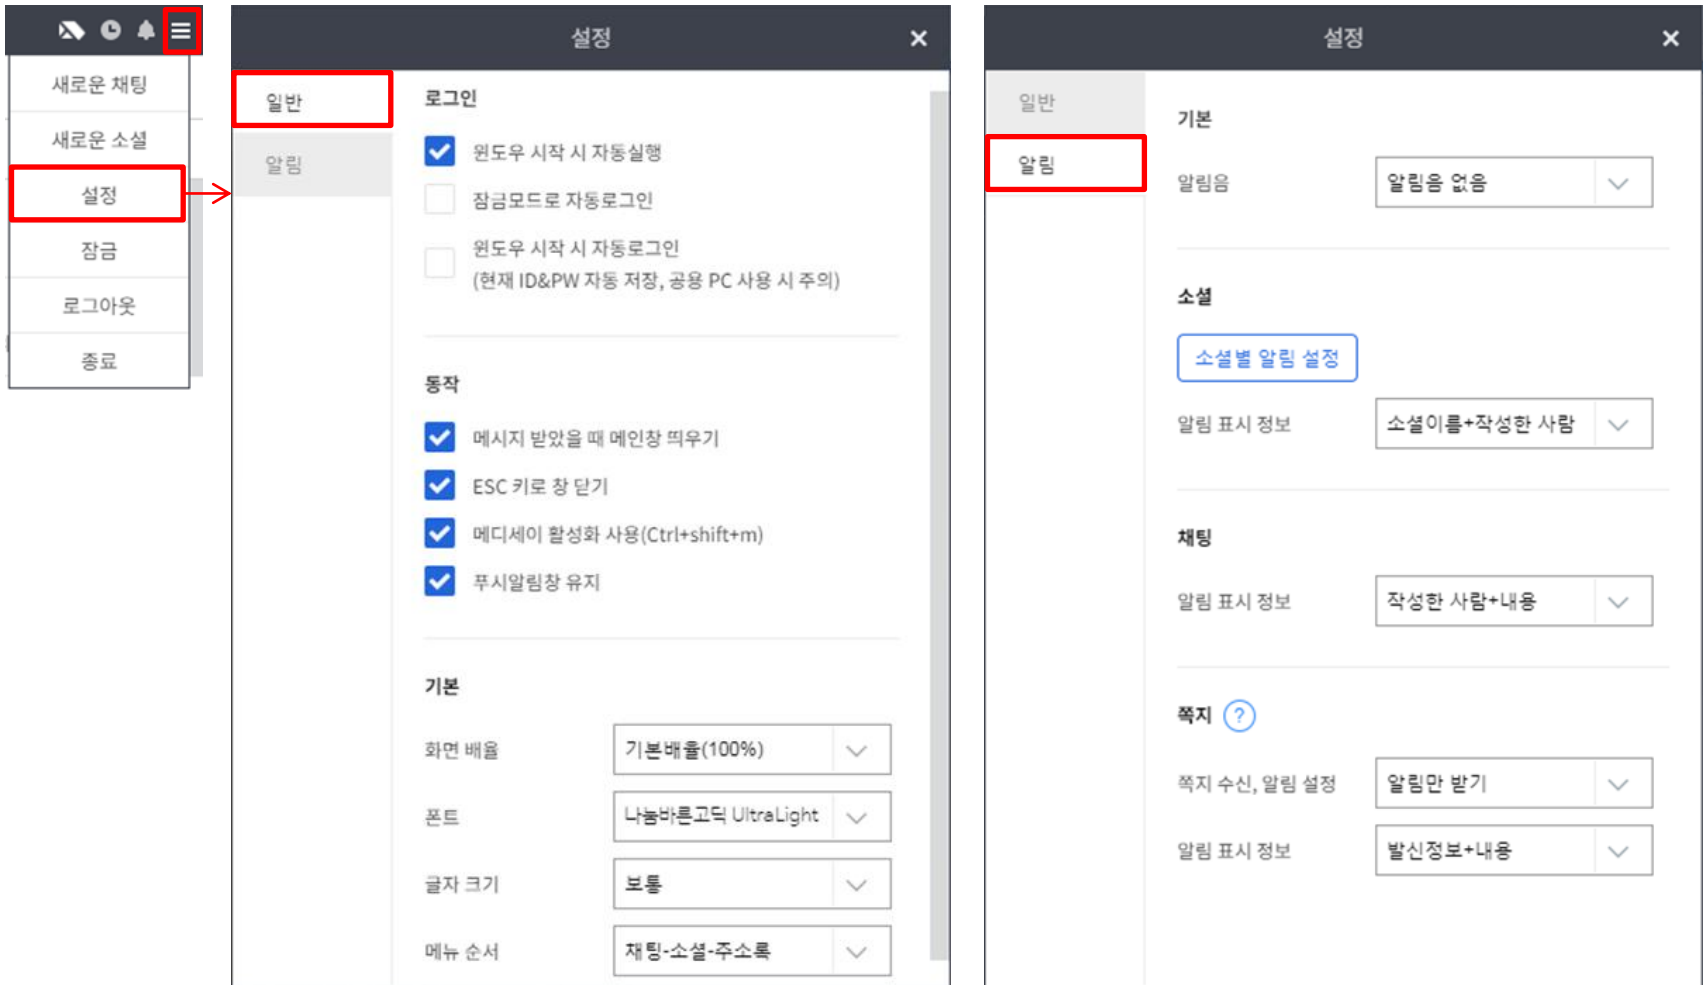 새로운 채팅
새로운 소셜
설정
잠금
로그아웃
종료
설정
일반
알림
로그인
윈도우 시작 시 자동실행
잠금모드로 자동로그인
윈도우 시작 시 자동로그인
(현재 ID&PW 자동 저장, 공용 PC 사용 시 주의)
동작
메시지 받았을 때 메인창 띄우기
ESC 키로 창 닫기
메디세이 활성화 사용(Ctrl+shift+m)
푸시알림창 유지
기본
화면 배율 기본배율(100%)
폰트 나눔바른고딕 UltraLight
글자 크기 보통
메뉴 순서 채팅-소셜-주소록
설정
일반
알림
기본
알림음 알림음 없음
소셜
소셜별 알림 설정
알림 표시 정보 소셜이름+작성한 사람
채팅
알림 표시 정보 작성한 사람+내용
쪽지 ?
쪽지 수신, 알림 설정 알림만 받기
알림 표시 정보 발신정보+내용